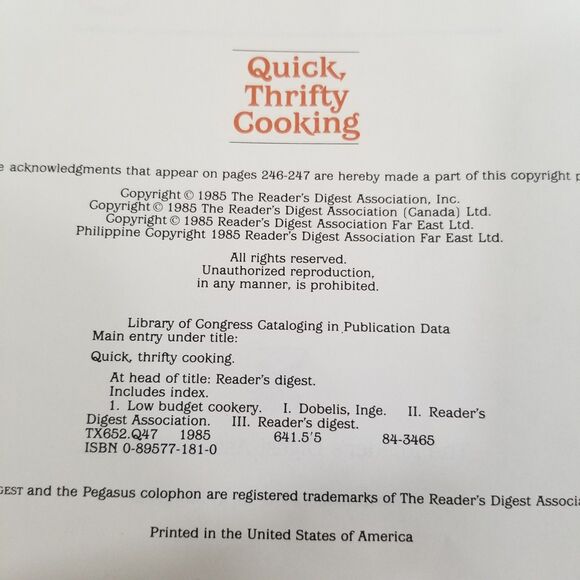 Quick,
Thrifty
Cooking
acknowledgments that appear on pages 246-247 are hereby made a part of this copyright
Copyright © 1985 The Reader's Digest Association, Inc.
Copyright © 1985 The Reader's Digest Association (Canada) Ltd.
Copyright © 1985 Reader's Digest Association Far East Ltd.
Philippine Copyright 1985 Reader's Digest Association Far East Ltd.
All rights reserved.
Unauthorized reproduction,
in any manner, is prohibited.
Library of Congress Cataloging in Publication Data
Main entry under title:
Quick, thrifty cooking.
At head of title: Reader's digest.
Includes index.
1. Low budget cookery. I. Dobelis, Inge. II. Reader's
Digest Association. III. Reader's digest.
TX652.Q47 1985 641.5'5 84-3465
ISBN 0-89577-181-0
and the Pegasus colophon are registered trademarks of The Reader's Digest
Printed in the United States of America